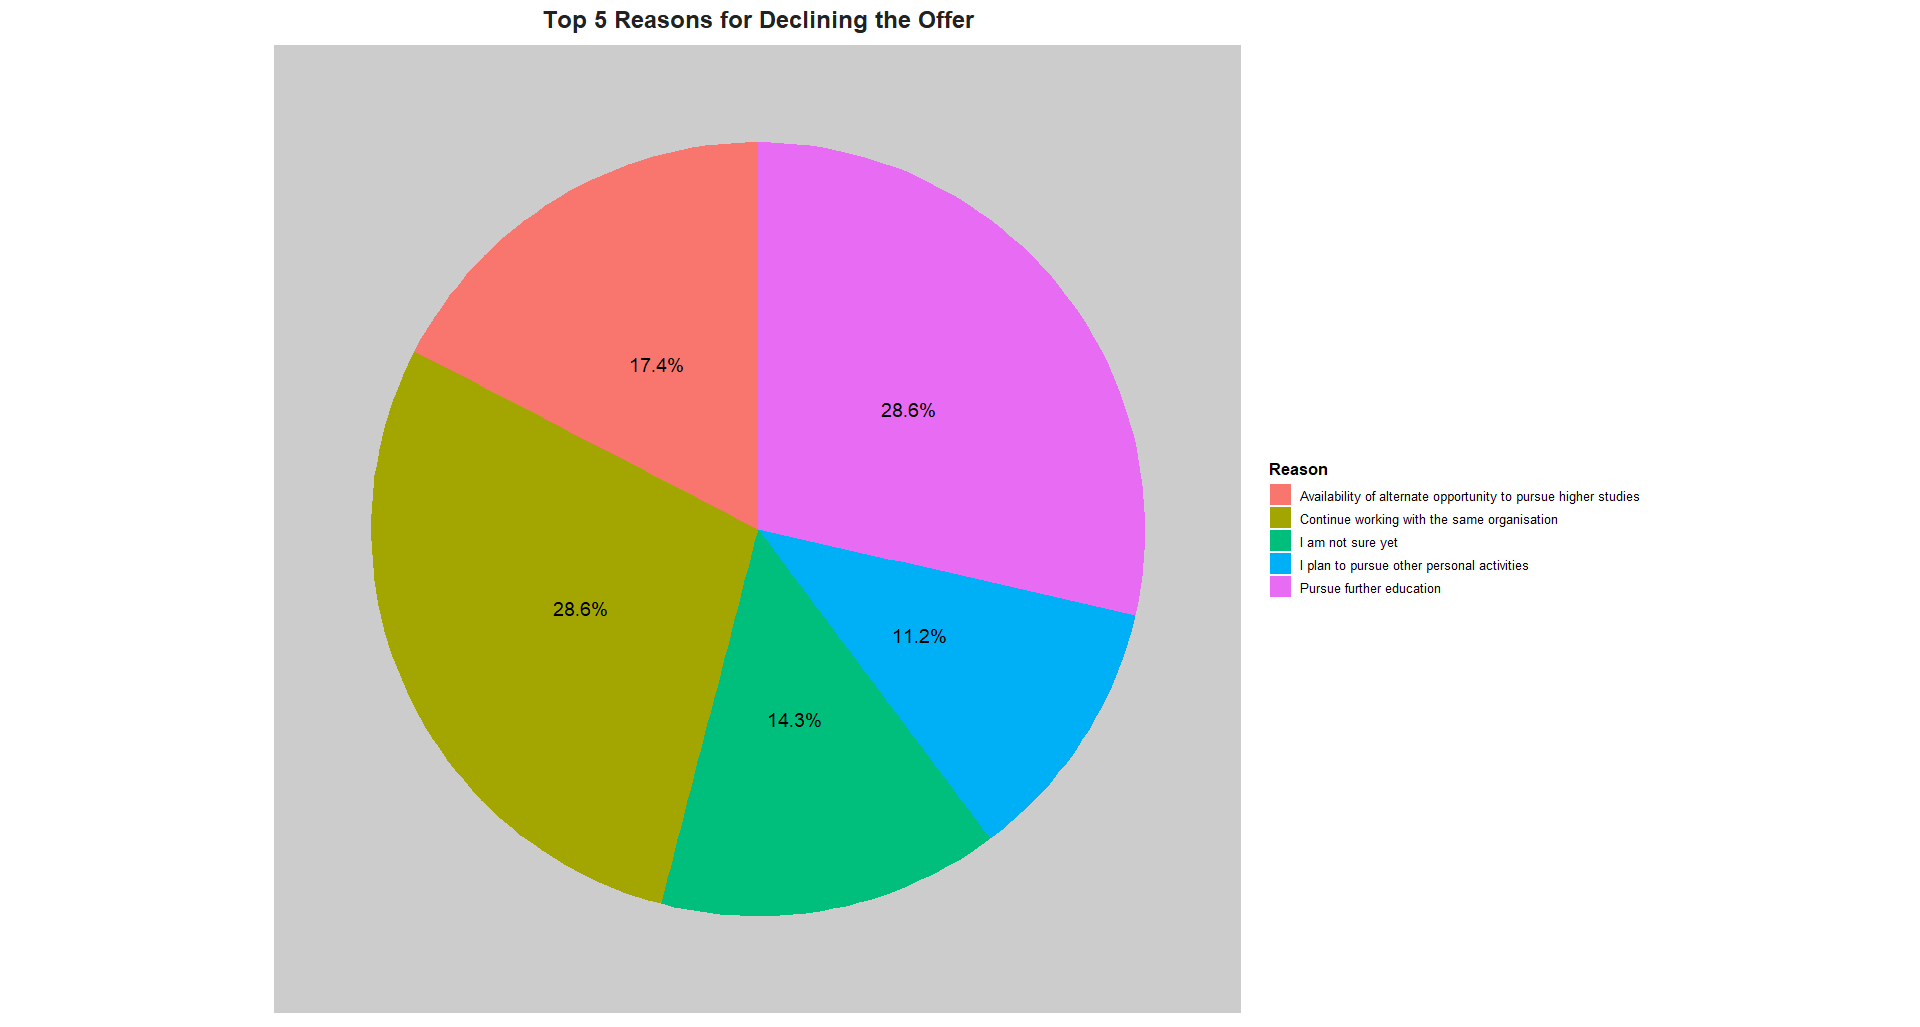 Top 5 Reasons for Declining the Offer
17.4%
28.6%
28.6%
11.2%
14.3%
Reason
Availability of alternate opportunity to pursue higher studies
Continue working with the same organisation
I am not sure yet
I plan to pursue other personal activities
Pursue further education